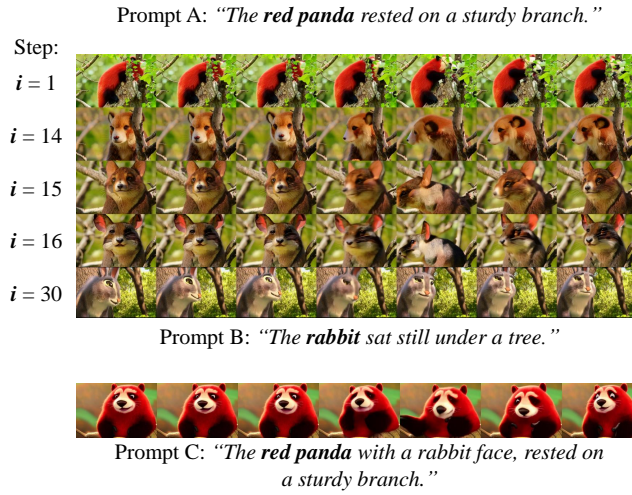 Prompt A: “The red panda rested on a sturdy branch.”
Step:
i = 1
i = 14
i = 15
i = 16
i = 30
Prompt B: “The rabbit sat still under a tree.”
Prompt C: “The red panda with a rabbit face, rested on
a sturdy branch.”